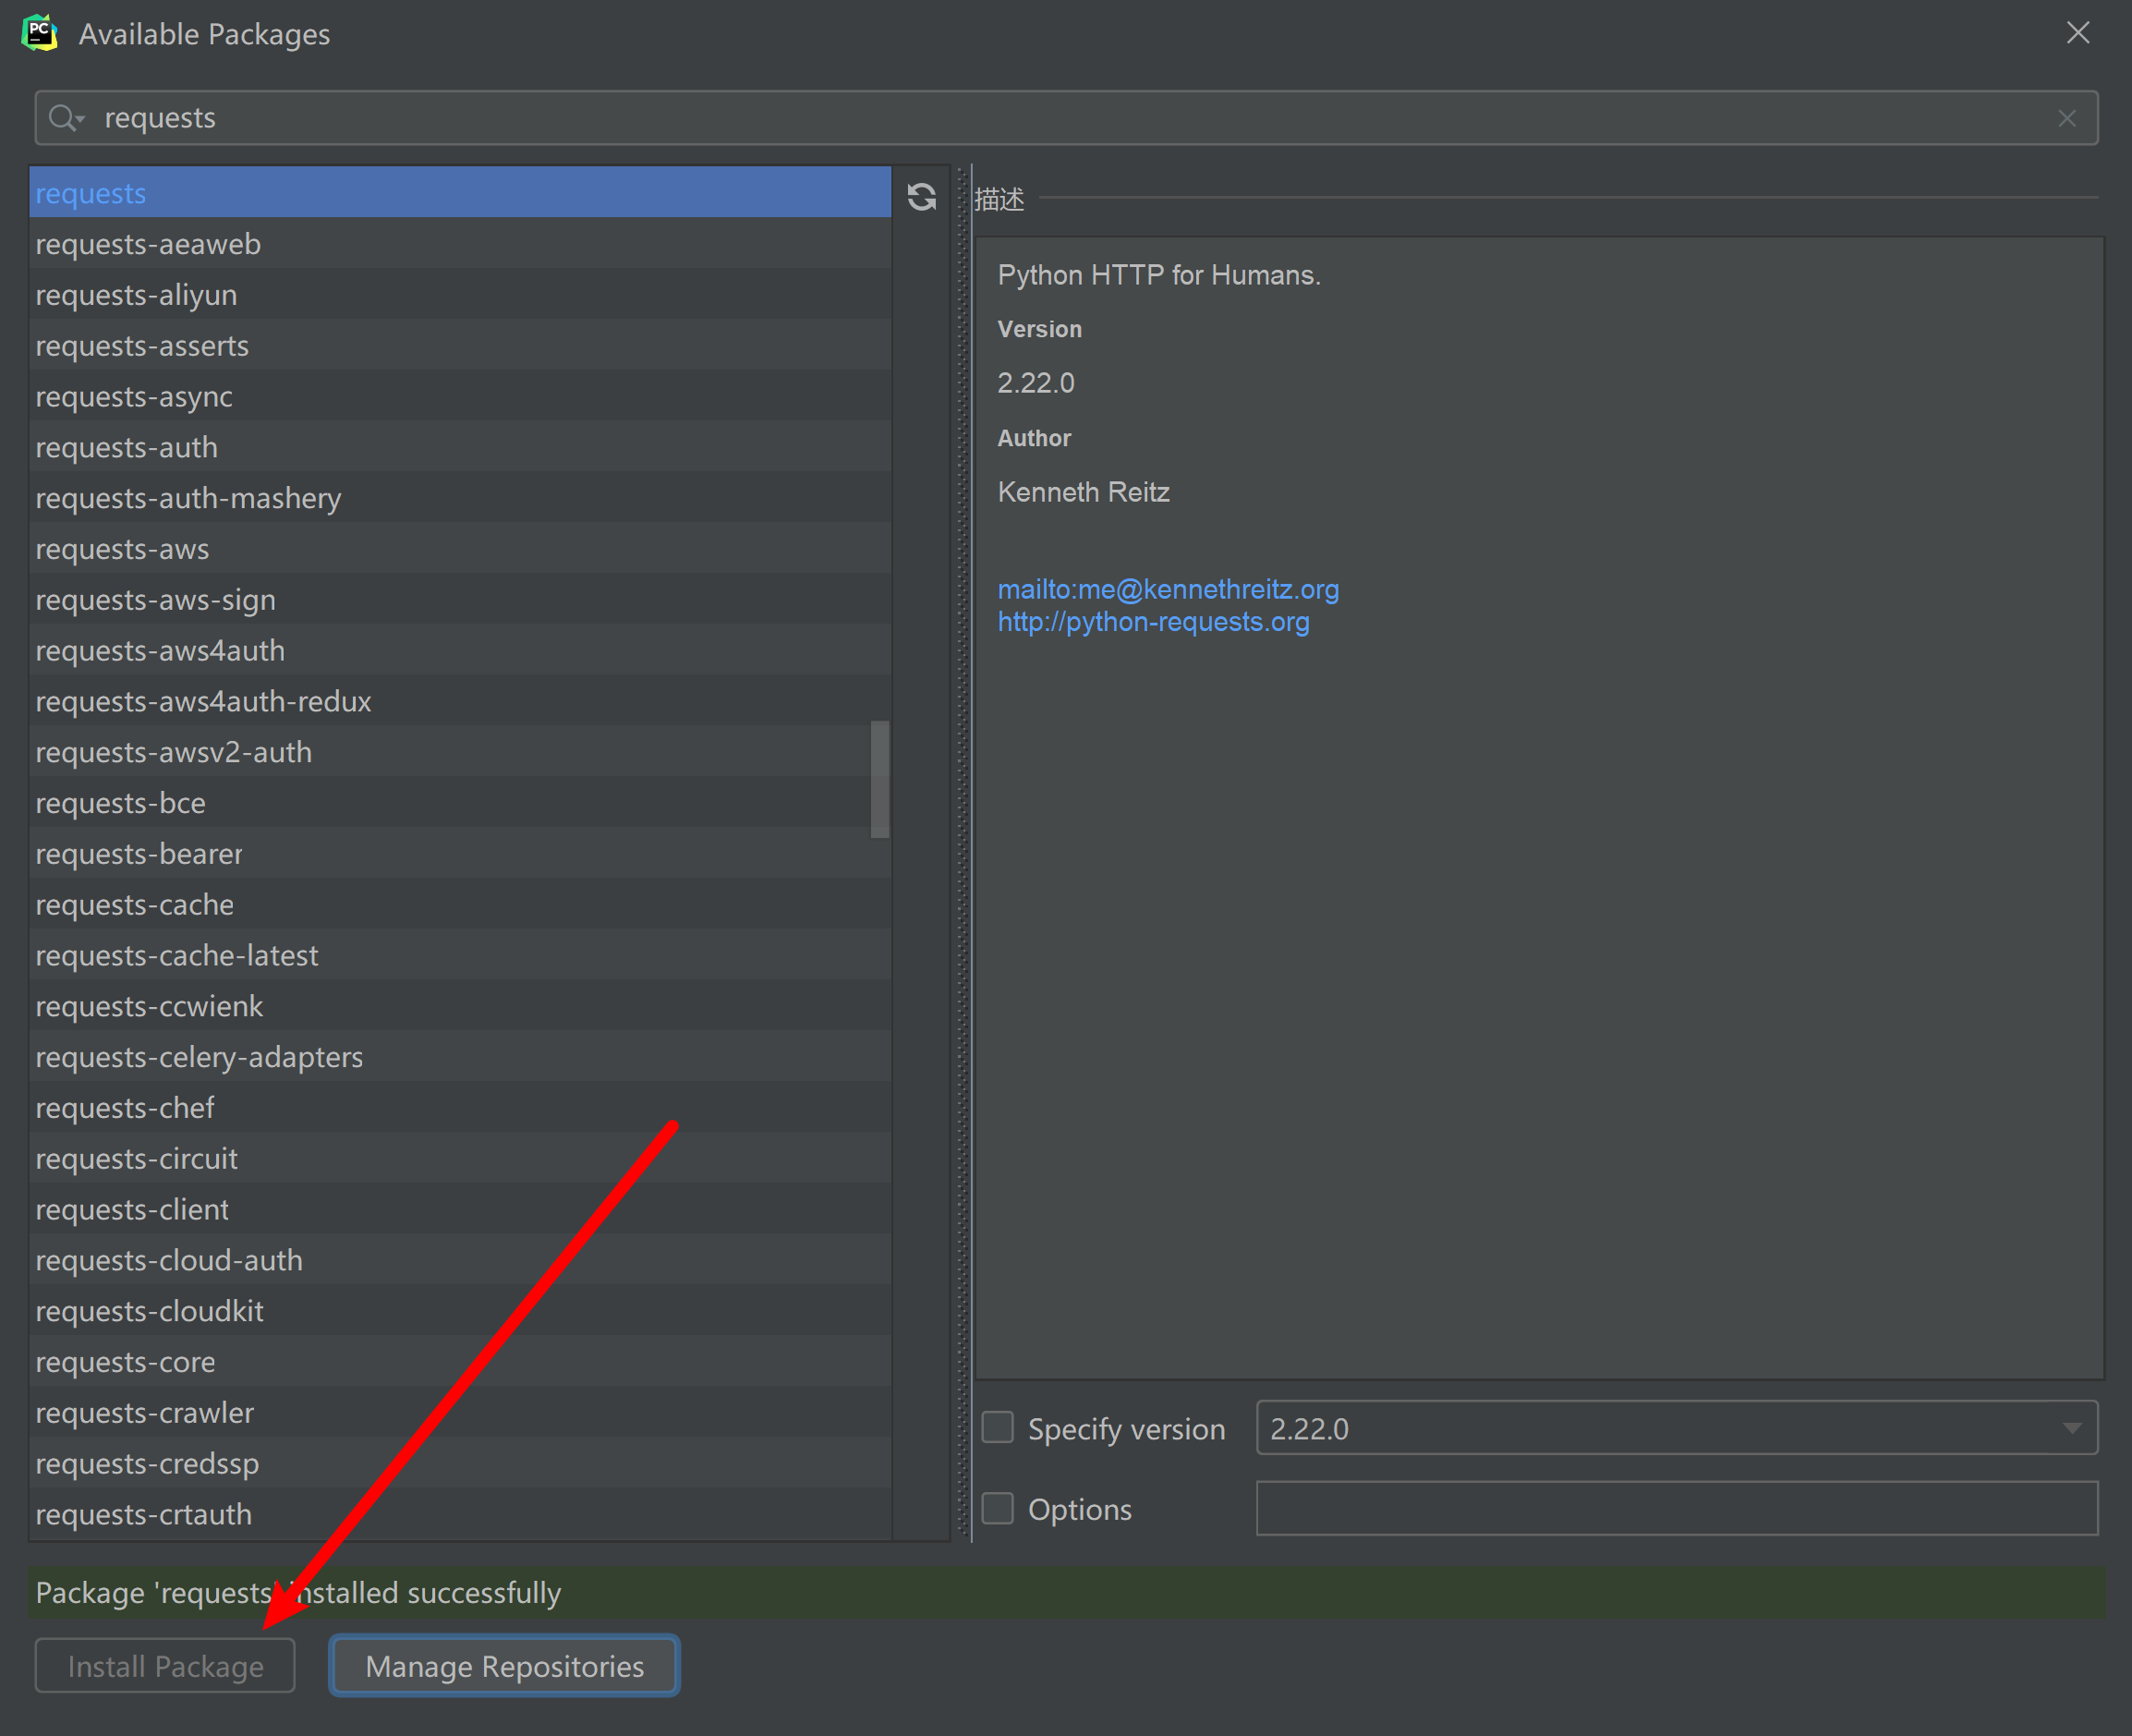 PC
Available Packages
requests
requests
requests-aeaweb
requests-aliyun
requests-asserts
requests-async
requests-auth
requests-auth-mashery
requests-aws
requests-aws-sign
requests-aws4auth
requests-aws4auth-redux
requests-awsv2-auth
requests-bce
requests-bearer
requests-cache
requests-cache-latest
requests-ccwienk
requests-celery-adapters
requests-chef
requests-circuit
requests-client
requests-cloud-auth
requests-cloudkit
requests-core
requests-crawler
requests-credssp
requests-crtauth
描述
Python HTTP for Humans.
Version
2.22.0
Author
Kenneth Reitz
mailto:me@kennethreitz.org
http://python-requests.org
Specify version 2.22.0
Options
Package 'requests' installed successfully
Install Package Manage Repositories